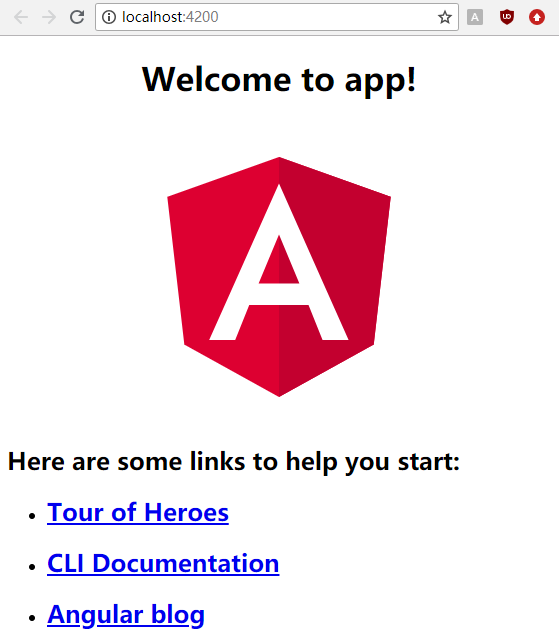 localhost:4200
Welcome to app!
A
Here are some links to help you start:
Tour of Heroes
CLI Documentation
Angular blog